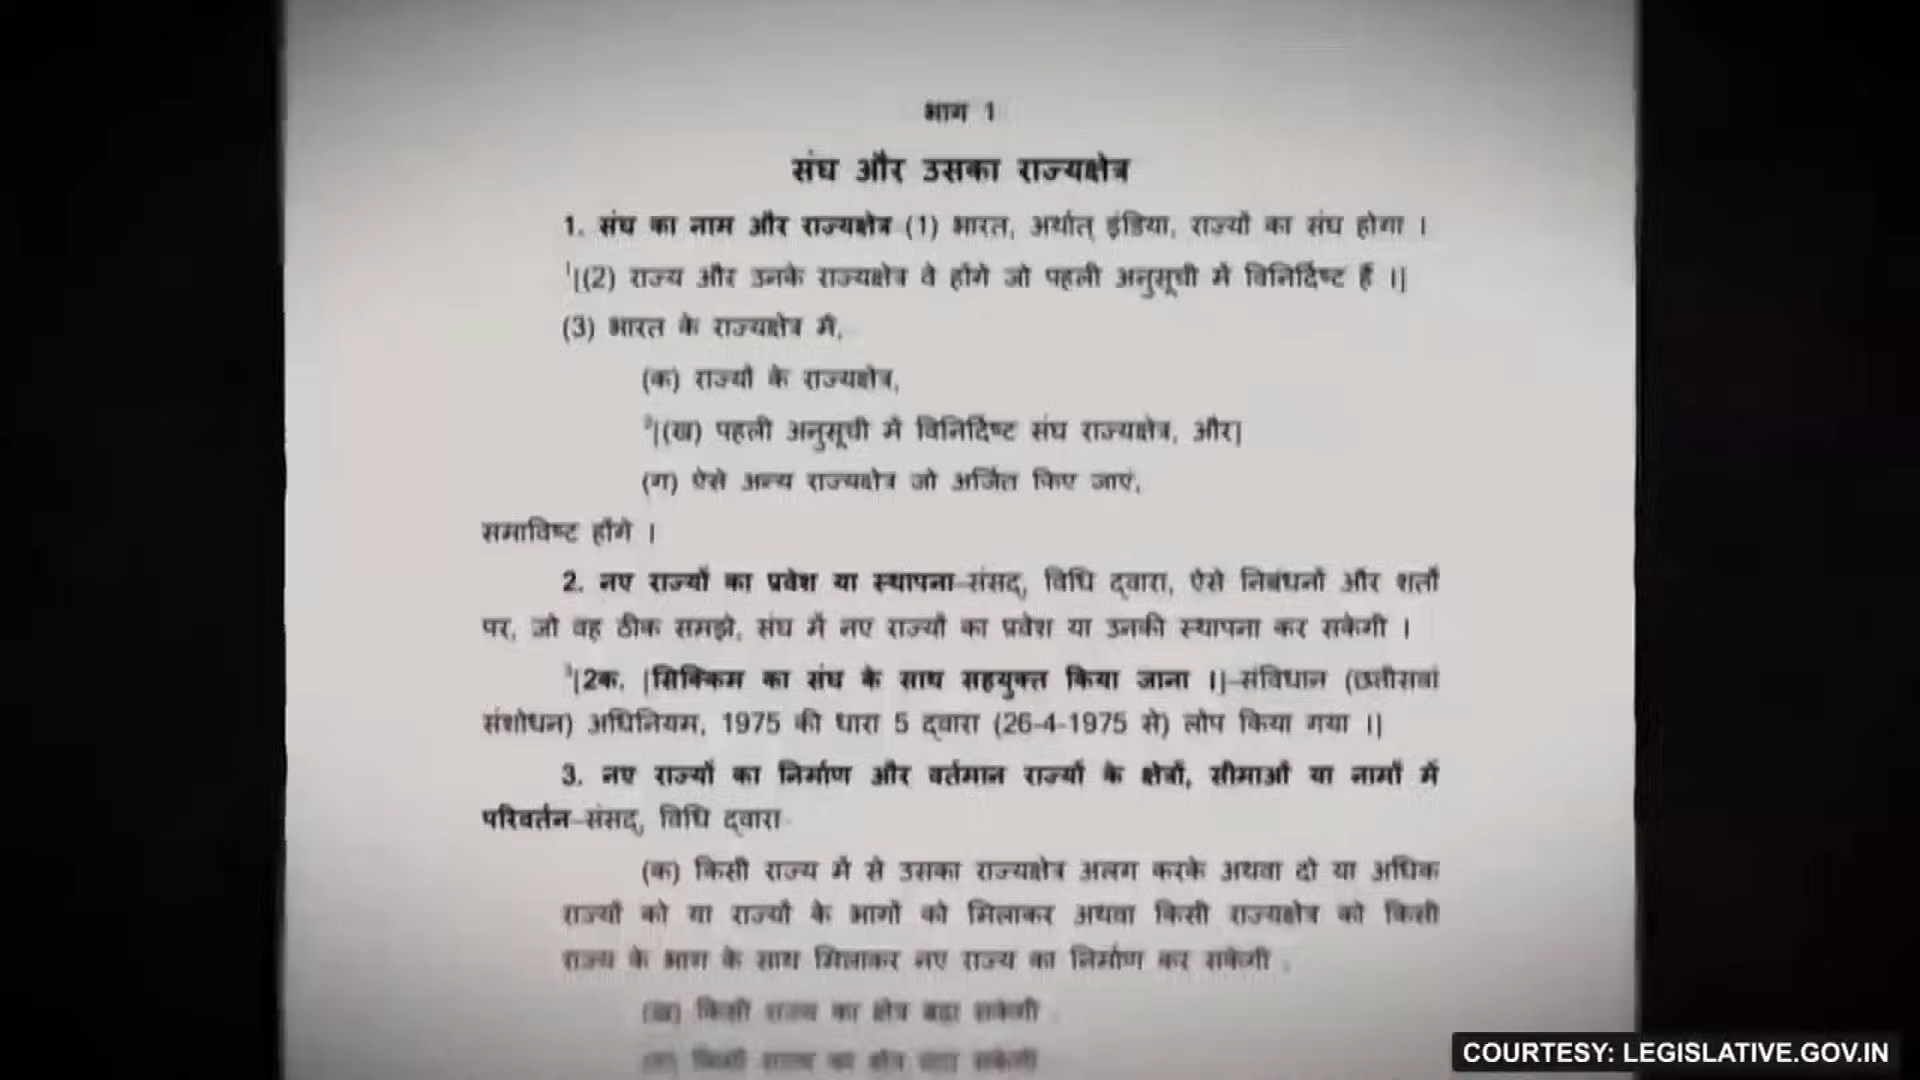 भाग 1
संघ और उसका राज्यक्षेत्र
1. संघ का नाम और राज्यक्षेत्र-(1) भारत, अर्थात् इंडिया, राज्यों का संघ होगा ।
1[(2) राज्य और उनके राज्यक्षेत्र वे होंगे जो पहली अनुसूची में विनिर्दिष्ट हैं ।]
(3) भारत के राज्यक्षेत्र में,
(क) राज्यों के राज्यक्षेत्र,
2[(ख) पहली अनुसूची में विनिर्दिष्ट संघ राज्यक्षेत्र, और]
(ग) ऐसे अन्य राज्यक्षेत्र जो अर्जित किए जाएं,
समाविष्ट होंगे ।
2. नए राज्यों का प्रवेश या स्थापना-संसद्, विधि द्वारा, ऐसे निबंधनों और शर्तों
पर, जो वह ठीक समझे, संघ में नए राज्यों का प्रवेश या उनकी स्थापना कर सकेगी ।
3[2क. [सिक्किम का संघ के साथ सहयुक्त किया जाना ।]-संविधान (छत्तीसवां
संशोधन) अधिनियम, 1975 की धारा 5 द्वारा (26-4-1975 से) लोप किया गया ।]
3. नए राज्यों का निर्माण और वर्तमान राज्यों के क्षेत्रों, सीमाओं या नामों में
परिवर्तन-संसद्, विधि द्वारा-
(क) किसी राज्य में से उसका राज्यक्षेत्र अलग करके अथवा दो या अधिक
राज्यों को या राज्यों के भागों को मिलाकर अथवा किसी राज्यक्षेत्र को किसी
राज्य के भाग के साथ मिलाकर नए राज्य का निर्माण कर सकेगी ;
(ख) किसी राज्य का क्षेत्र बढ़ा सकेगी ;
किसी राज्य का क्षेत्र घटा सकेगी
COURTESY: LEGISLATIVE.GOV.IN